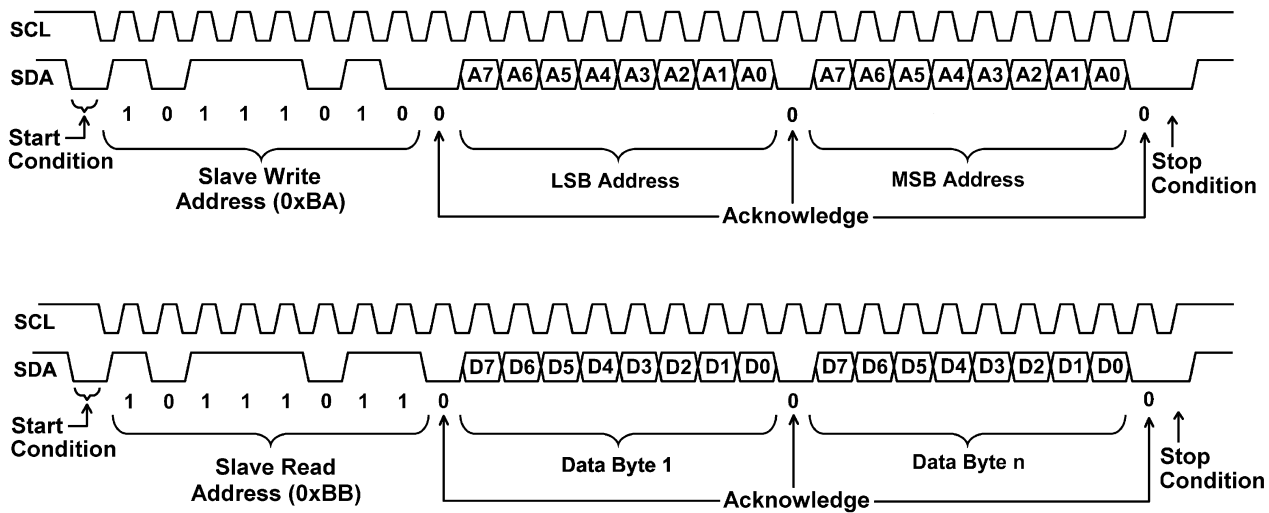 SCL
SDA A7 A6 A5 A4 A3 A2 A1 A0 A7 A6 A5 A4 A3 A2 A1 A0
1 0 1 1 1 0 1 0 0 0 0
Start
Condition
Slave Write
Address (0xBA)
LSB Address
MSB Address
Stop
Condition
Acknowledge
SCL
SDA D7 D6 D5 D4 D3 D2 D1 D0 D7 D6 D5 D4 D3 D2 D1 D0
1 0 1 1 1 0 1 1 0 0 0
Start
Condition
Slave Read
Address (0xBB)
Data Byte 1
Data Byte n
Stop
Condition
Acknowledge